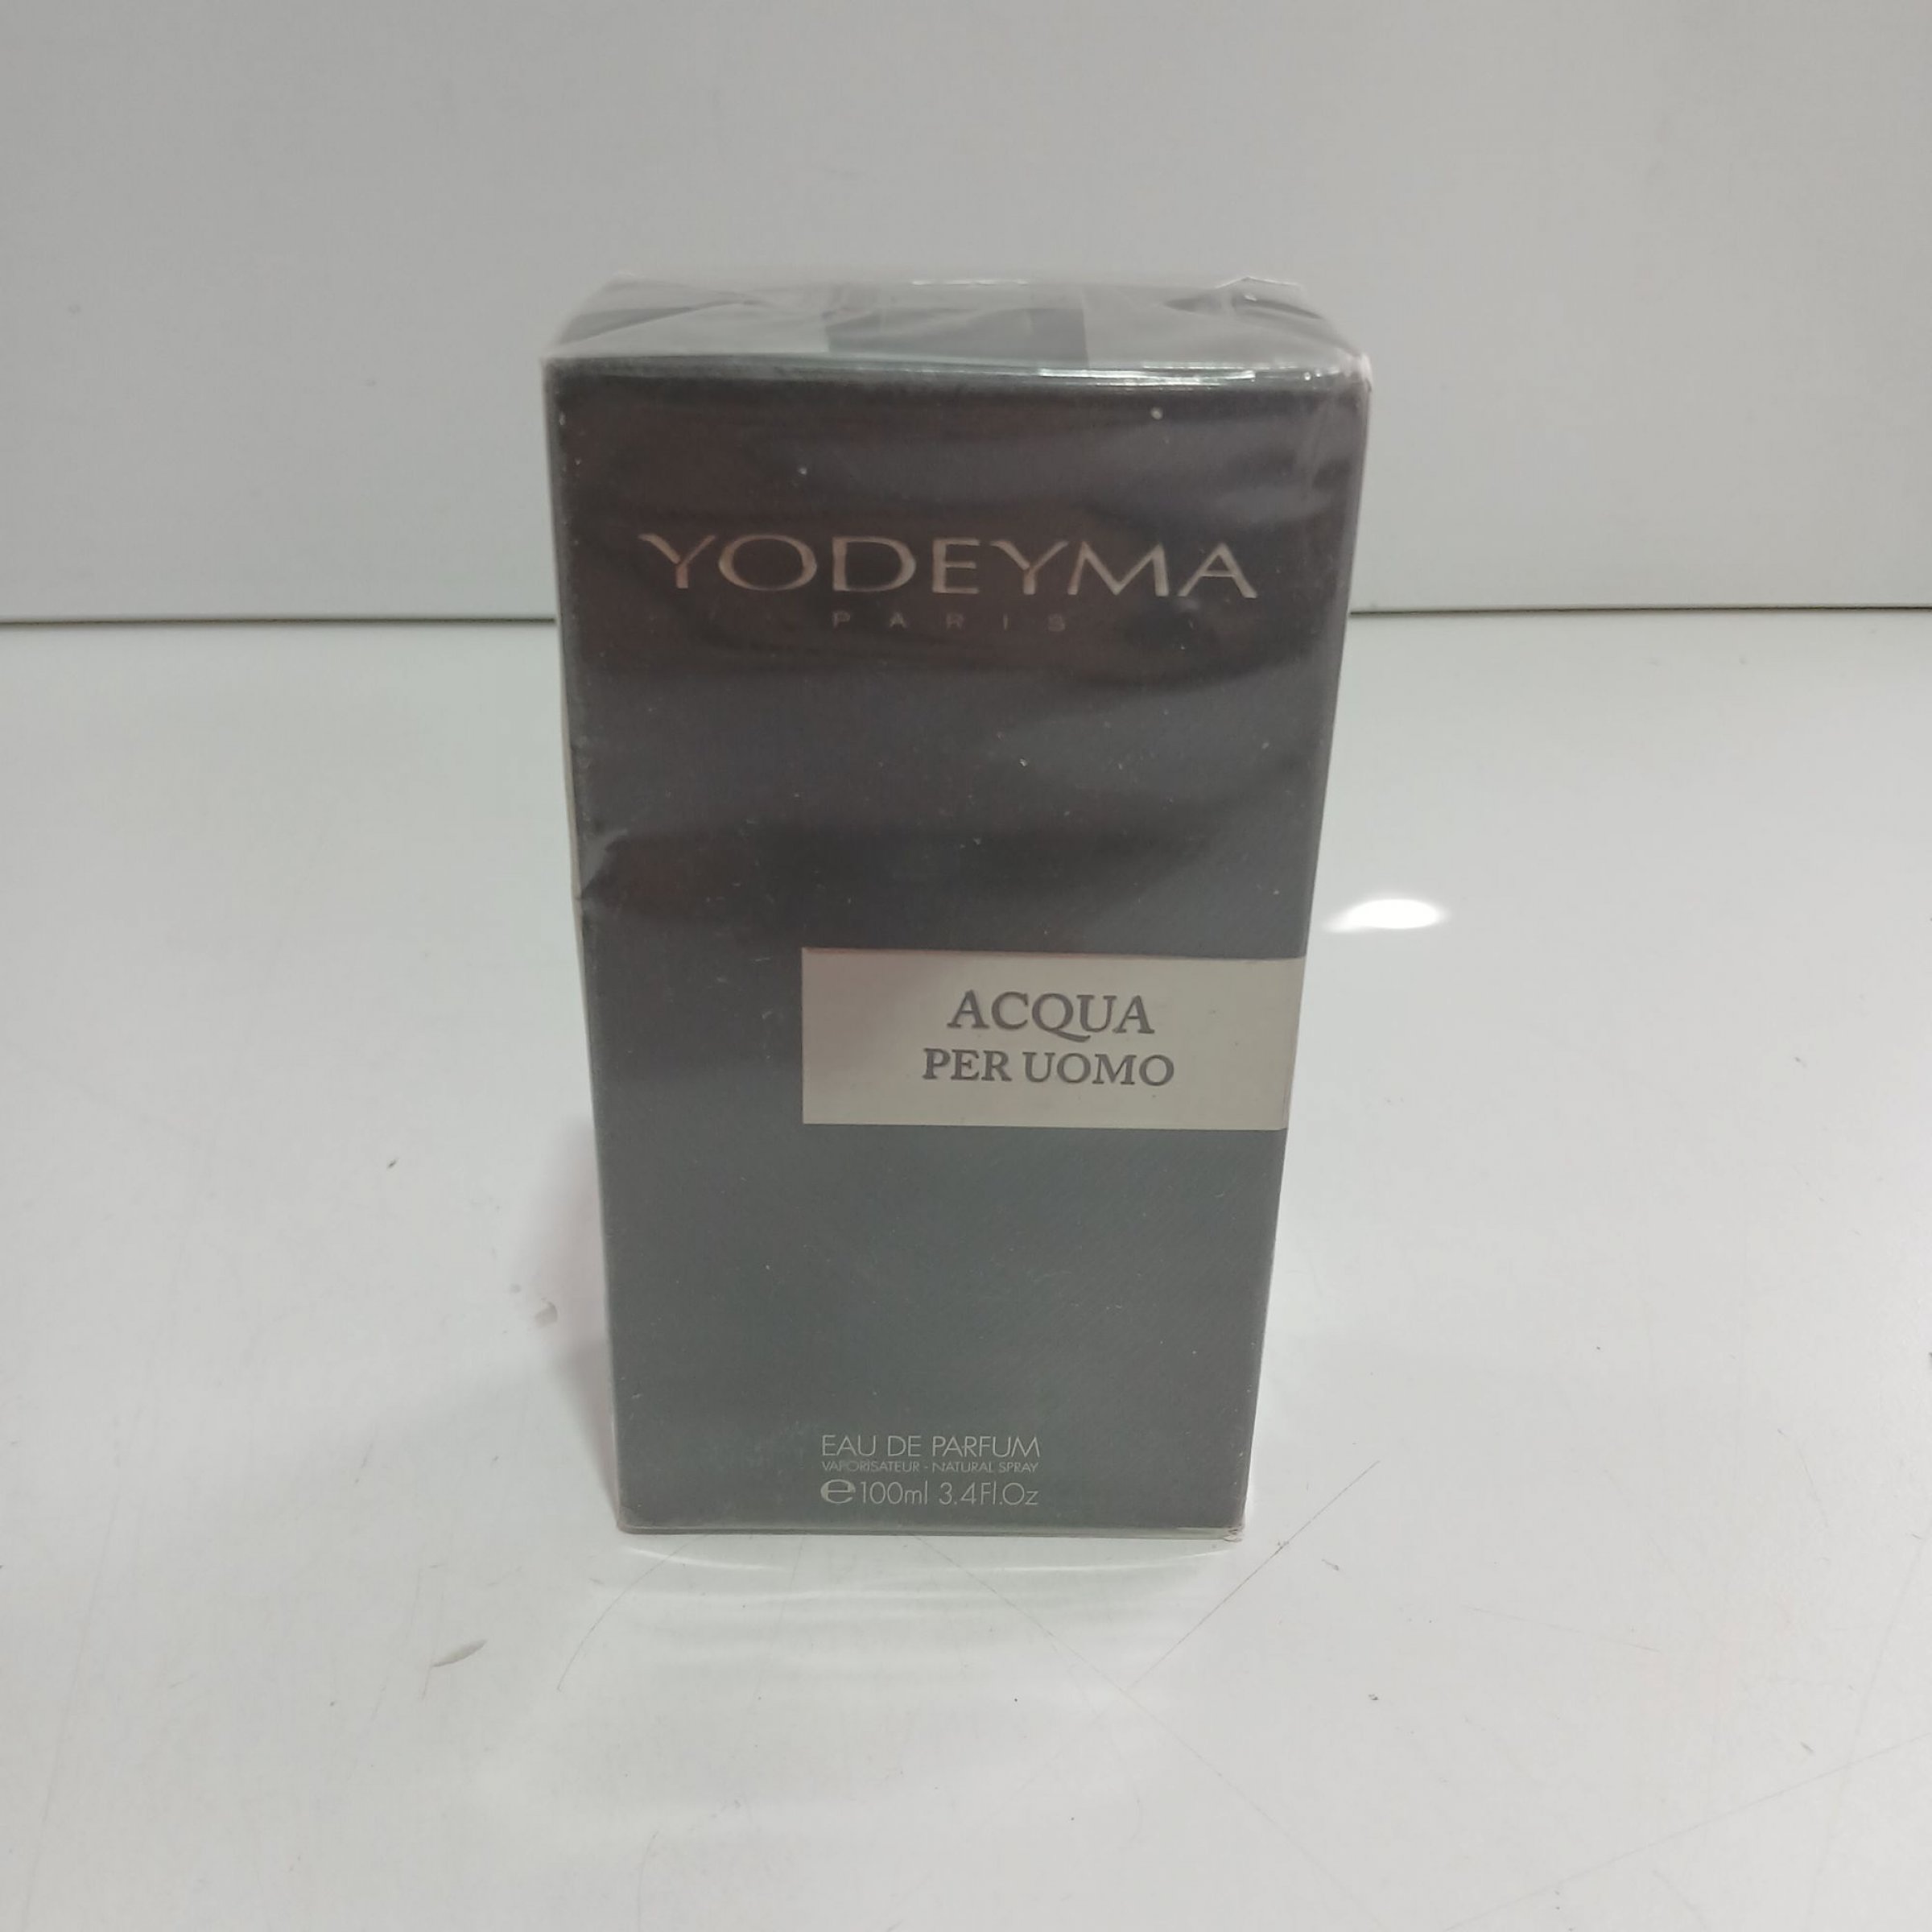 YODEYMA
PARIS
ACQUA
PER UOMO
EAU DE PARFUM
VAPORISATEUR - NATURAL SPRAY
℮100ml 3.4Fl.Oz